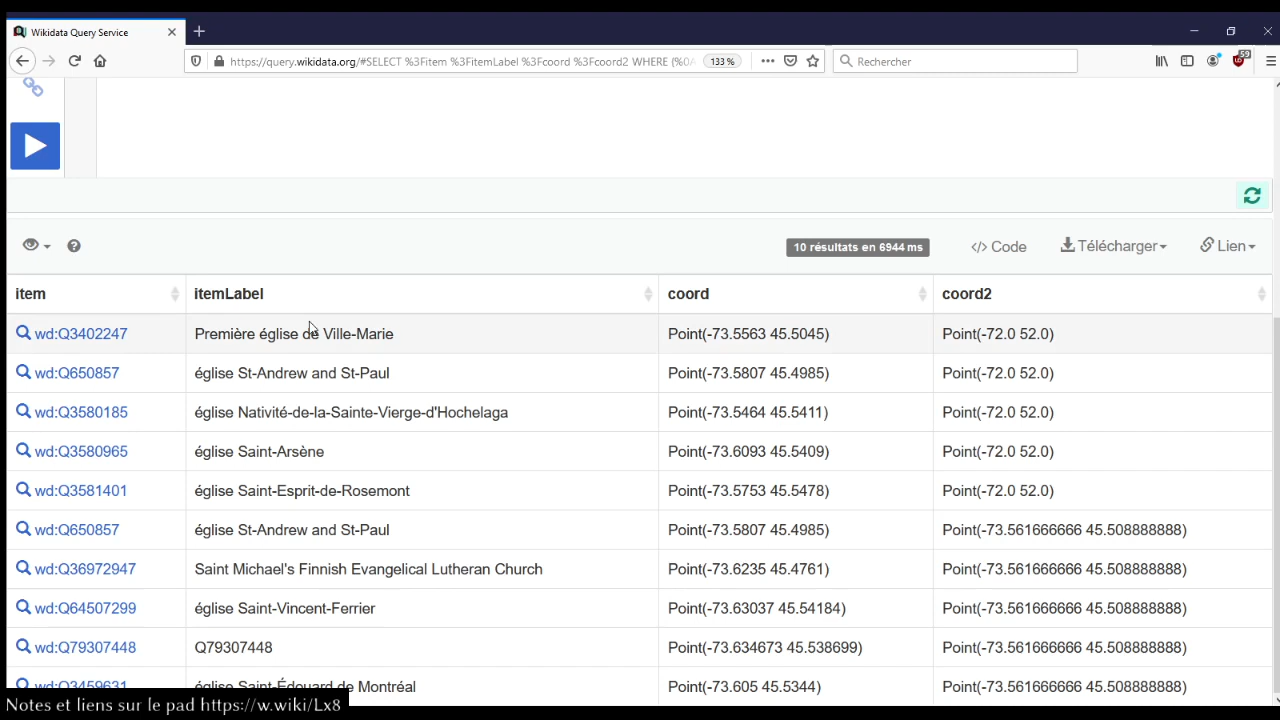 Wikidata Query Service
https://query.wikidata.org/#SELECT %3Fitem %3FitemLabel %3Fcoord %3Fcoord2 WHERE {%0A
133 %
Rechercher
59
10 résultats en 6944 ms
</> Code
Télécharger
Lien
item itemLabel coord coord2
wd:Q3402247 Première église de Ville-Marie Point(-73.5563 45.5045) Point(-72.0 52.0)
wd:Q650857 église St-Andrew and St-Paul Point(-73.5807 45.4985) Point(-72.0 52.0)
wd:Q3580185 église Nativité-de-la-Sainte-Vierge-d'Hochelaga Point(-73.5464 45.5411) Point(-72.0 52.0)
wd:Q3580965 église Saint-Arsène Point(-73.6093 45.5409) Point(-72.0 52.0)
wd:Q3581401 église Saint-Esprit-de-Rosemont Point(-73.5753 45.5478) Point(-72.0 52.0)
wd:Q650857 église St-Andrew and St-Paul Point(-73.5807 45.4985) Point(-73.561666666 45.508888888)
wd:Q36972947 Saint Michael's Finnish Evangelical Lutheran Church Point(-73.6235 45.4761) Point(-73.561666666 45.508888888)
wd:Q64507299 église Saint-Vincent-Ferrier Point(-73.63037 45.54184) Point(-73.561666666 45.508888888)
wd:Q79307448 Q79307448 Point(-73.634673 45.538699) Point(-73.561666666 45.508888888)
wd:Q3459631 église Saint-Édouard de Montréal Point(-73.605 45.5344) Point(-73.561666666 45.508888888)
Notes et liens sur le pad https://w.wiki/Lx8